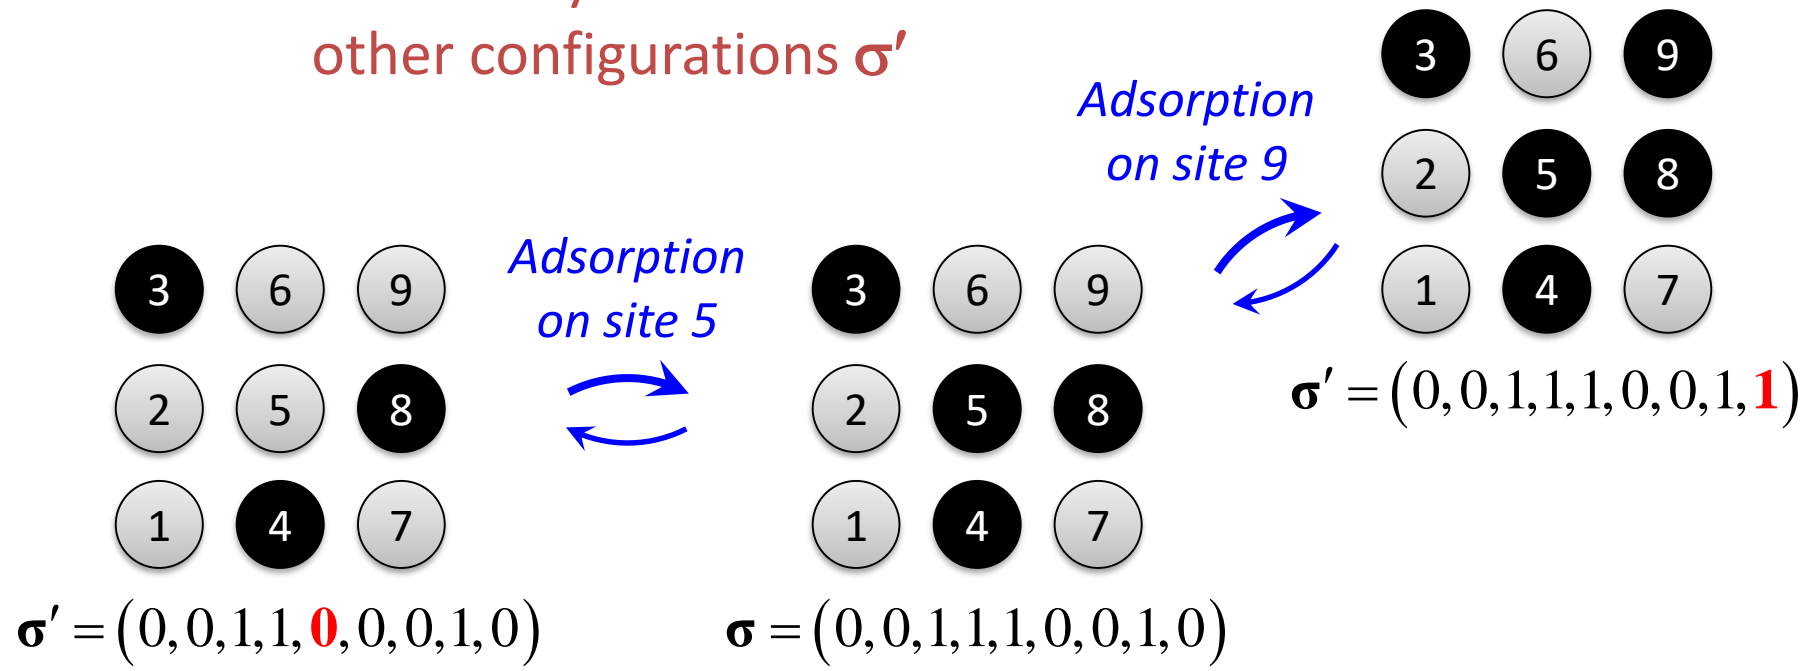 other configurations σ′
Adsorption
on site 9
3 6 9
2 5 8
1 4 7
σ′ = (0,0,1,1,1,0,0,1,1)
Adsorption
on site 5
3 6 9
2 5 8
1 4 7
σ′ = (0,0,1,1,0,0,0,1,0)
3 6 9
2 5 8
1 4 7
σ = (0,0,1,1,1,0,0,1,0)